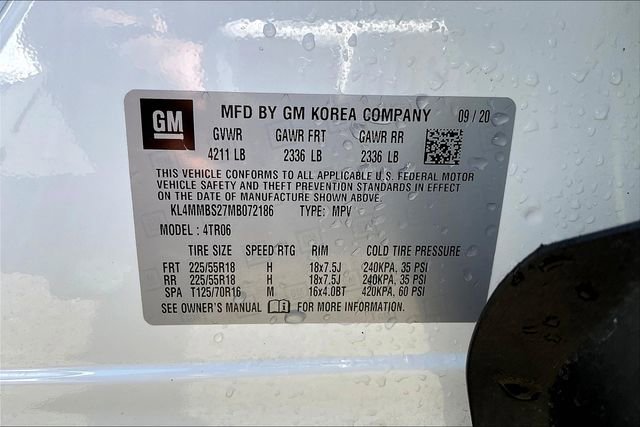 GM MFD BY GM KOREA COMPANY 09/20
GVWR GAWR FRT GAWR RR
4211 LB 2336 LB 2336 LB
THIS VEHICLE CONFORMS TO ALL APPLICABLE U.S. FEDERAL MOTOR
VEHICLE SAFETY AND THEFT PREVENTION STANDARDS IN EFFECT
ON THE DATE OF MANUFACTURE SHOWN ABOVE.
KL4MMBS27MB072186 TYPE: MPV
MODEL: 4TR06
TIRE SIZE SPEED RTG RIM COLD TIRE PRESSURE
FRT 225/55R18 H 18x7.5J 240KPA, 35 PSI
RR 225/55R18 H 18x7.5J 240KPA, 35 PSI
SPA T125/70R16 M 16x4.0BT 420KPA, 60 PSI
SEE OWNER'S MANUAL FOR MORE INFORMATION.